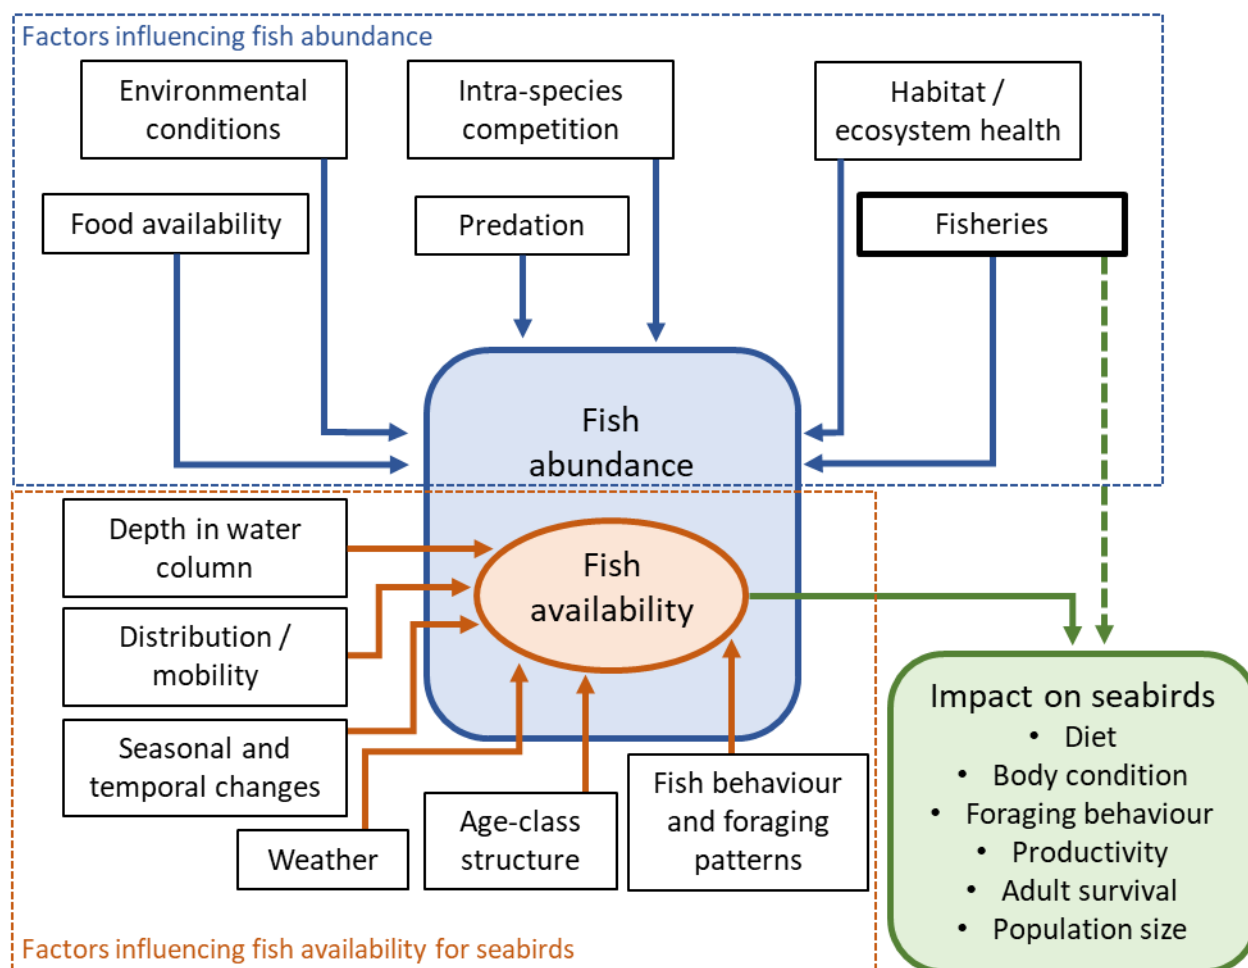 Factors influencing fish abundance
Environmental
conditions
Intra-species
competition
Habitat /
ecosystem health
Food availability
Predation
Fisheries
Fish
abundance
Depth in water
column
Fish
availability
Distribution /
mobility
Seasonal and
temporal changes
Weather
Age-class
structure
Fish behaviour
and foraging
patterns
Impact on seabirds
• Diet
• Body condition
• Foraging behaviour
• Productivity
• Adult survival
• Population size
Factors influencing fish availability for seabirds